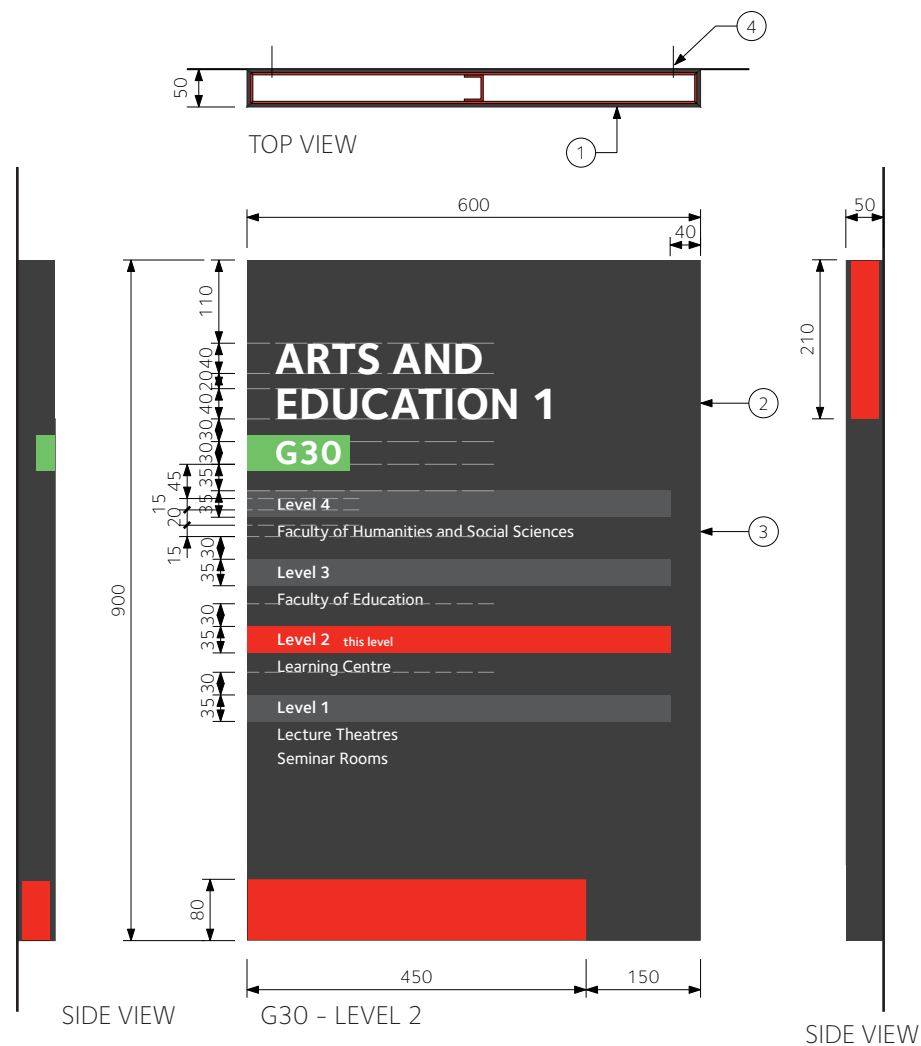 4
50
TOP VIEW
1
600
50
40
110
210
40
ARTS AND
20
40
EDUCATION 1
2
30
30
G30
45
35
15
35
Level 4
20
Faculty of Humanities and Social Sciences
3
15
30
35
Level 3
900
Faculty of Education
30
35
Level 2 this level
Learning Centre
30
35
Level 1
Lecture Theatres
Seminar Rooms
80
450
150
SIDE VIEW
G30 - LEVEL 2
SIDE VIEW